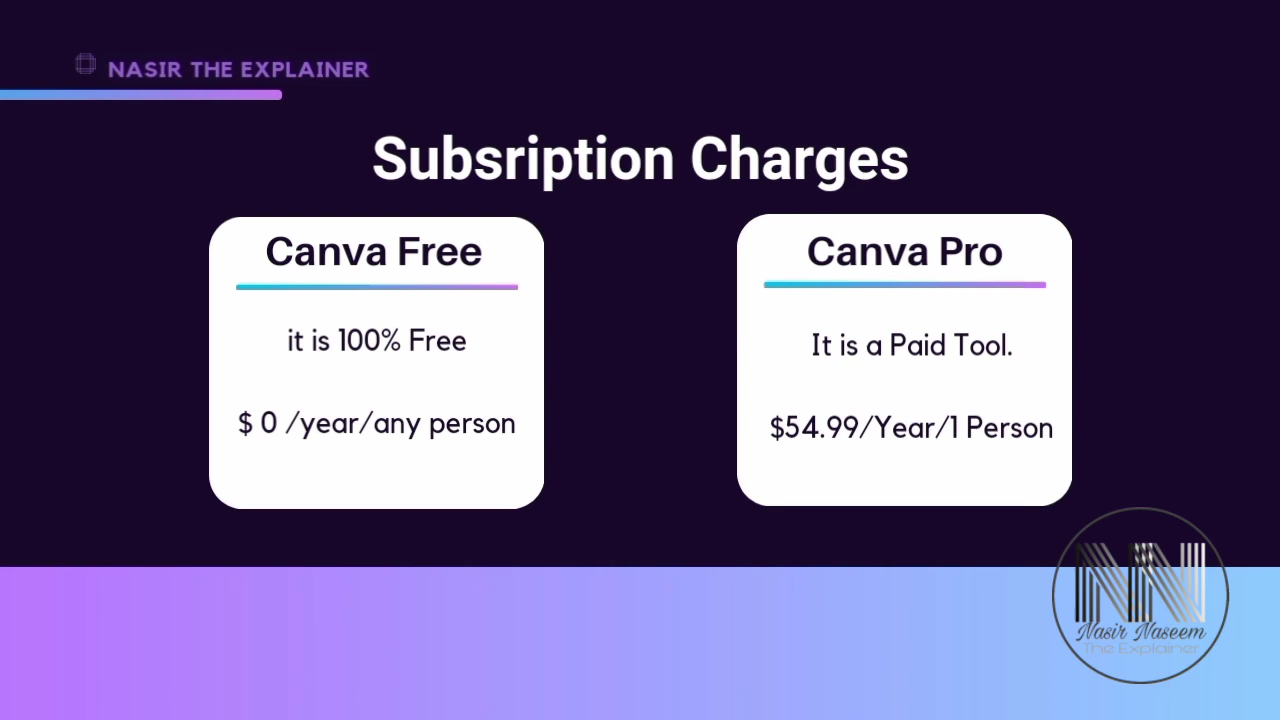 NASIR THE EXPLAINER
Subsription Charges
Canva Free
it is 100% Free
$ 0 /year/any person
Canva Pro
It is a Paid Tool.
$54.99/Year/1 Person
NN
Nasir Naseem
The Explainer